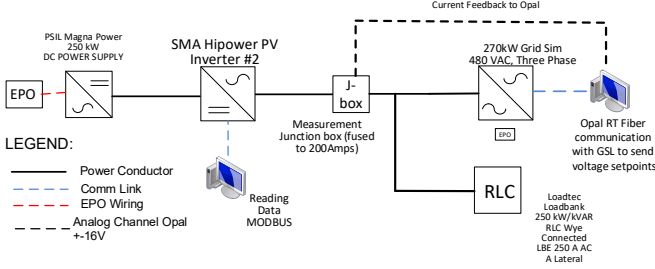 Current Feedback to Opal
PSIL Magna Power
250 kW
DC POWER SUPPLY
SMA Hipower PV
Inverter #2
270kW Grid Sim
480 VAC, Three Phase
EPO
J-
box
EPO
Measurement
Junction box (fused
to 200Amps)
Opal RT Fiber
communication
with GSL to send
voltage setpoints
LEGEND:
Power Conductor
Comm Link
EPO Wiring
Analog Channel Opal
+-16V
Reading
Data
MODBUS
RLC
Loadtec
Loadbank
250 kW/kVAR
RLC Wye
Connected
LBE 250 A AC
A Lateral